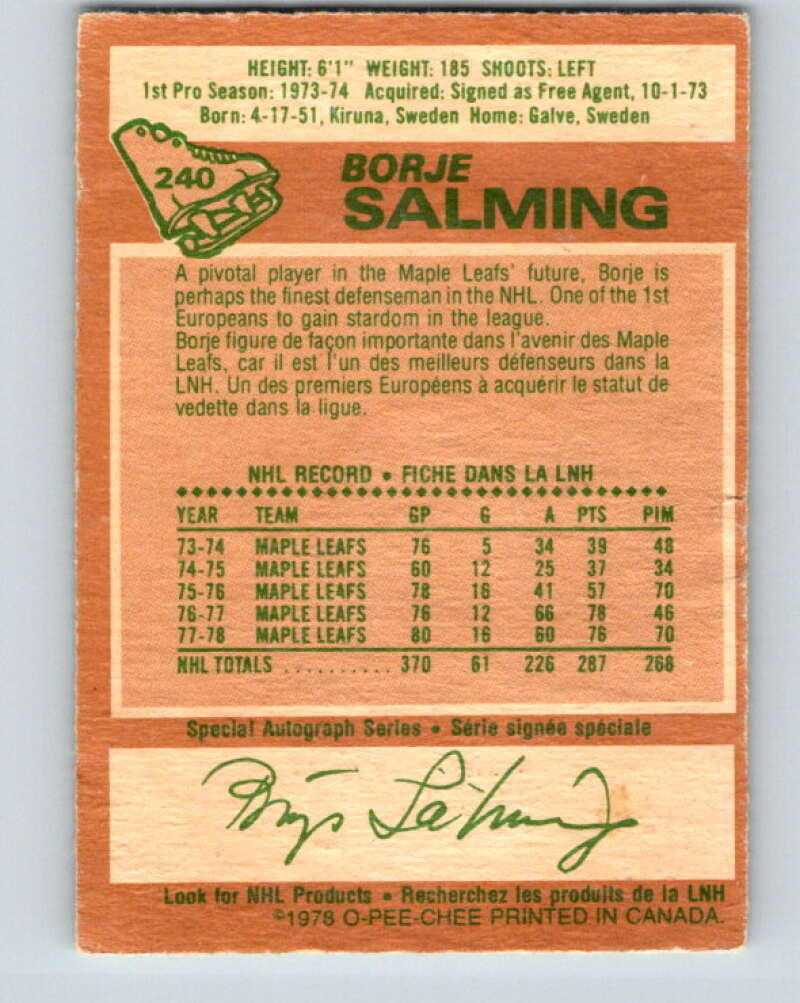 HEIGHT: 6'1" WEIGHT: 185 SHOOTS: LEFT
1st Pro Season: 1973-74 Acquired: Signed as Free Agent, 10-1-73
Born: 4-17-51, Kiruna, Sweden Home: Galve, Sweden
240
BORJE
SALMING
A pivotal player in the Maple Leafs' future, Borje is
perhaps the finest defenseman in the NHL. One of the 1st
Europeans to gain stardom in the league.
Borje figure de façon importante dans l'avenir des Maple
Leafs, car il est l'un des meilleurs défenseurs dans la
LNH. Un des premiers Européens à acquérir le statut de
vedette dans la ligue.
NHL RECORD • FICHE DANS LA LNH
YEAR TEAM GP G A PTS PIM
73-74 MAPLE LEAFS 76 5 34 39 48
74-75 MAPLE LEAFS 60 12 25 37 34
75-76 MAPLE LEAFS 78 16 41 57 70
76-77 MAPLE LEAFS 76 12 66 78 46
77-78 MAPLE LEAFS 80 16 60 76 70
NHL TOTALS .......... 370 61 226 287 268
Special Autograph Series • Série signée spéciale
Börje Salming
Look for NHL Products • Recherchez les produits de la LNH
©1978 O-PEE-CHEE PRINTED IN CANADA.